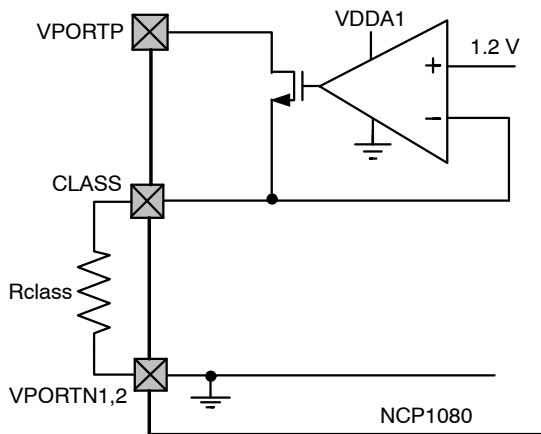 VPORTP
VDDA1
1.2 V
+
−
CLASS
Rclass
VPORTN1,2
NCP1080